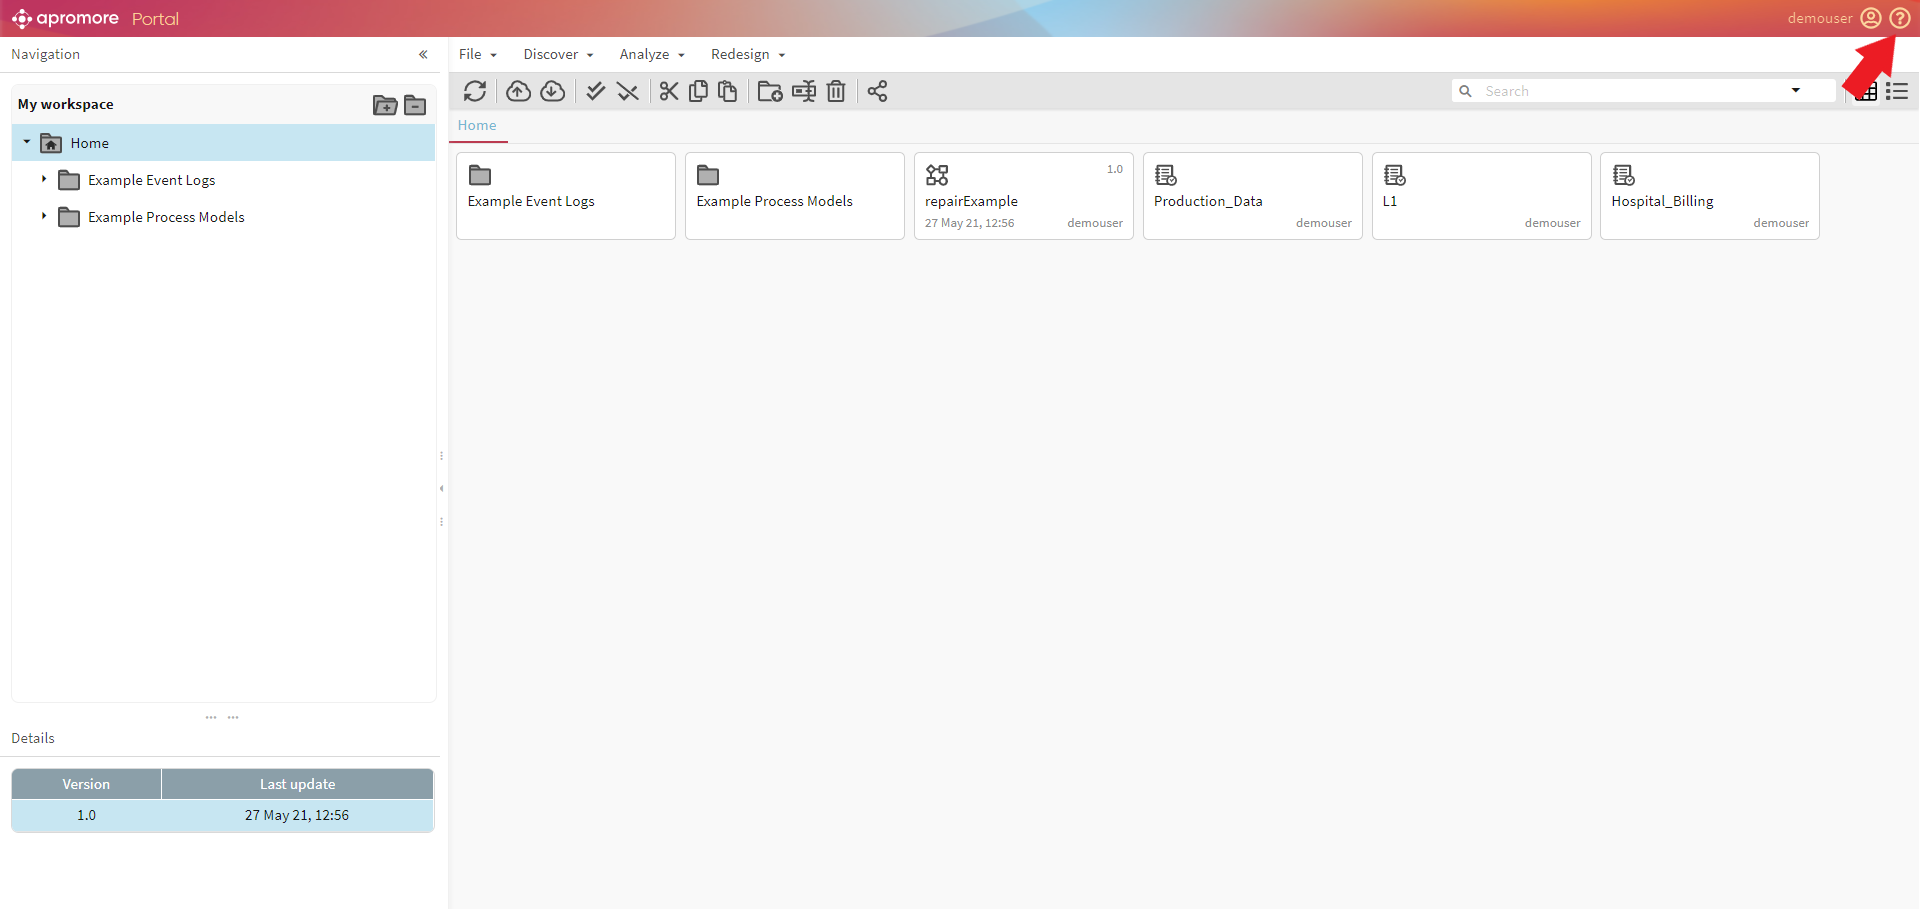 apromore Portal
demouser
Navigation
File Discover Analyze Redesign
My workspace
Search
Home
Home
Example Event Logs
Example Process Models
Example Event Logs
Example Process Models
1.0
repairExample
27 May 21, 12:56 demouser
Production_Data
demouser
L1
demouser
Hospital_Billing
demouser
Details
Version Last update
1.0 27 May 21, 12:56